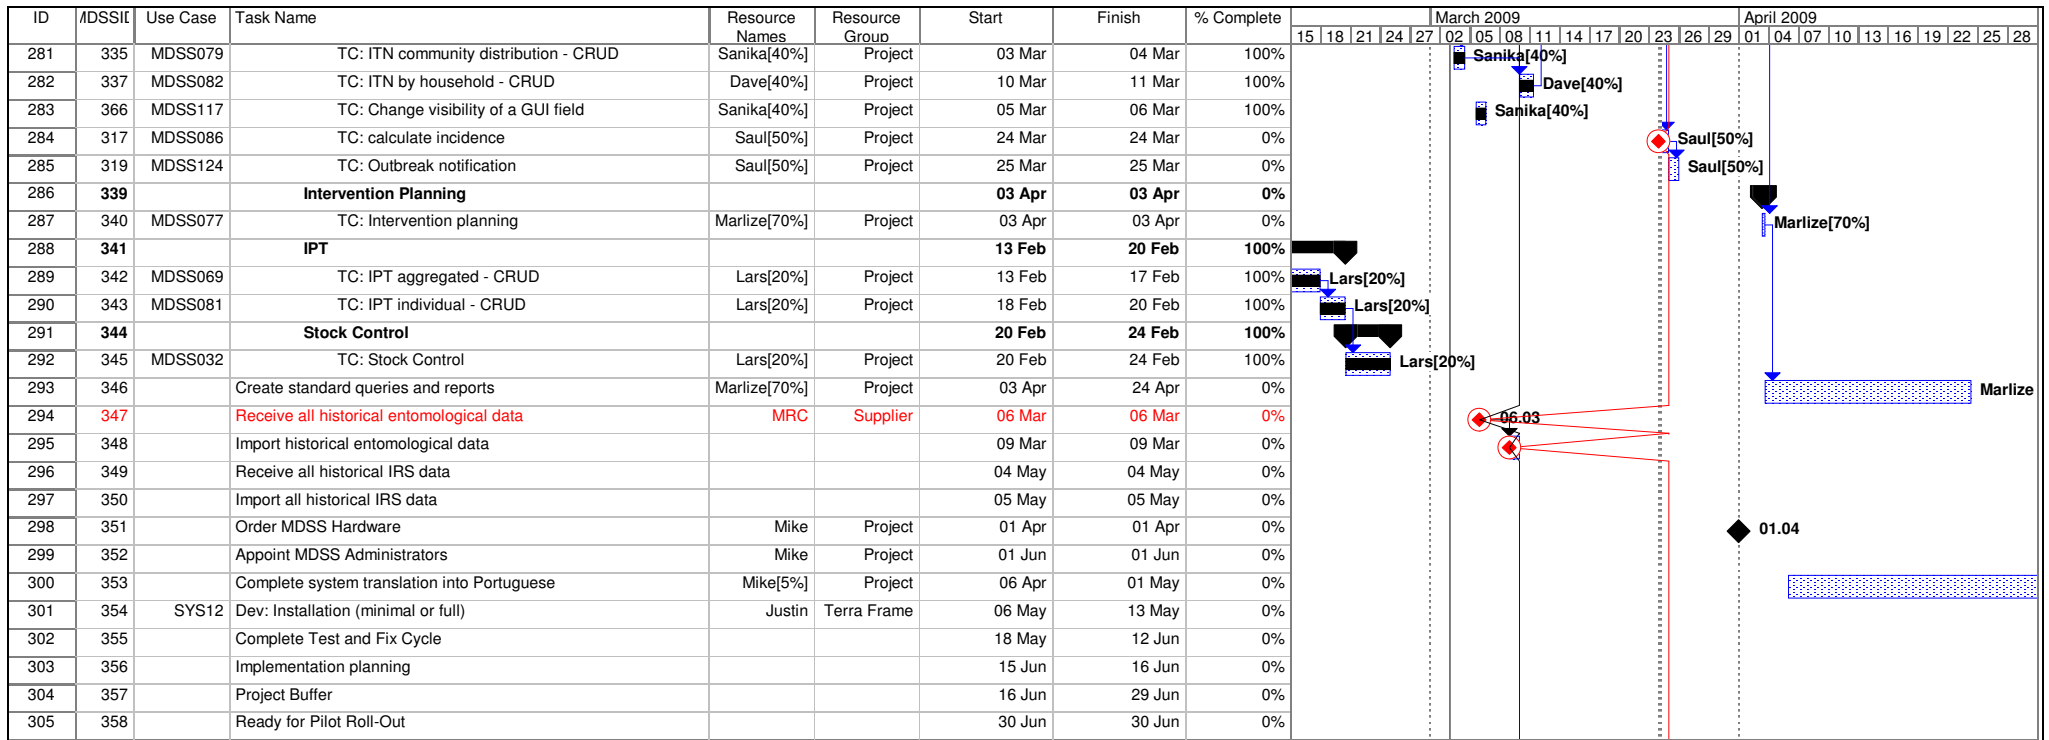 ID MDSSID Use Case Task Name Resource Names Resource Group Start Finish % Complete March 2009 April 2009
15 18 21 24 27 02 05 08 11 14 17 20 23 26 29 01 04 07 10 13 16 19 22 25 28
281 335 MDSS079 TC: ITN community distribution - CRUD Sanika[40%] Project 03 Mar 04 Mar 100% Sanika[40%]
282 337 MDSS082 TC: ITN by household - CRUD Dave[40%] Project 10 Mar 11 Mar 100% Dave[40%]
283 366 MDSS117 TC: Change visibility of a GUI field Sanika[40%] Project 05 Mar 06 Mar 100% Sanika[40%]
284 317 MDSS086 TC: calculate incidence Saul[50%] Project 24 Mar 24 Mar 0% Saul[50%]
285 319 MDSS124 TC: Outbreak notification Saul[50%] Project 25 Mar 25 Mar 0% Saul[50%]
286 339 Intervention Planning 03 Apr 03 Apr 0%
287 340 MDSS077 TC: Intervention planning Marlize[70%] Project 03 Apr 03 Apr 0% Marlize[70%]
288 341 IPT 13 Feb 20 Feb 100%
289 342 MDSS069 TC: IPT aggregated - CRUD Lars[20%] Project 13 Feb 17 Feb 100% Lars[20%]
290 343 MDSS081 TC: IPT individual - CRUD Lars[20%] Project 18 Feb 20 Feb 100% Lars[20%]
291 344 Stock Control 20 Feb 24 Feb 100%
292 345 MDSS032 TC: Stock Control Lars[20%] Project 20 Feb 24 Feb 100% Lars[20%]
293 346 Create standard queries and reports Marlize[70%] Project 03 Apr 24 Apr 0% Marlize
294 347 Receive all historical entomological data MRC Supplier 06 Mar 06 Mar 0% 06.03
295 348 Import historical entomological data 09 Mar 09 Mar 0%
296 349 Receive all historical IRS data 04 May 04 May 0%
297 350 Import all historical IRS data 05 May 05 May 0%
298 351 Order MDSS Hardware Mike Project 01 Apr 01 Apr 0% 01.04
299 352 Appoint MDSS Administrators Mike Project 01 Jun 01 Jun 0%
300 353 Complete system translation into Portuguese Mike[5%] Project 06 Apr 01 May 0%
301 354 SYS12 Dev: Installation (minimal or full) Justin Terra Frame 06 May 13 May 0%
302 355 Complete Test and Fix Cycle 18 May 12 Jun 0%
303 356 Implementation planning 15 Jun 16 Jun 0%
304 357 Project Buffer 16 Jun 29 Jun 0%
305 358 Ready for Pilot Roll-Out 30 Jun 30 Jun 0%